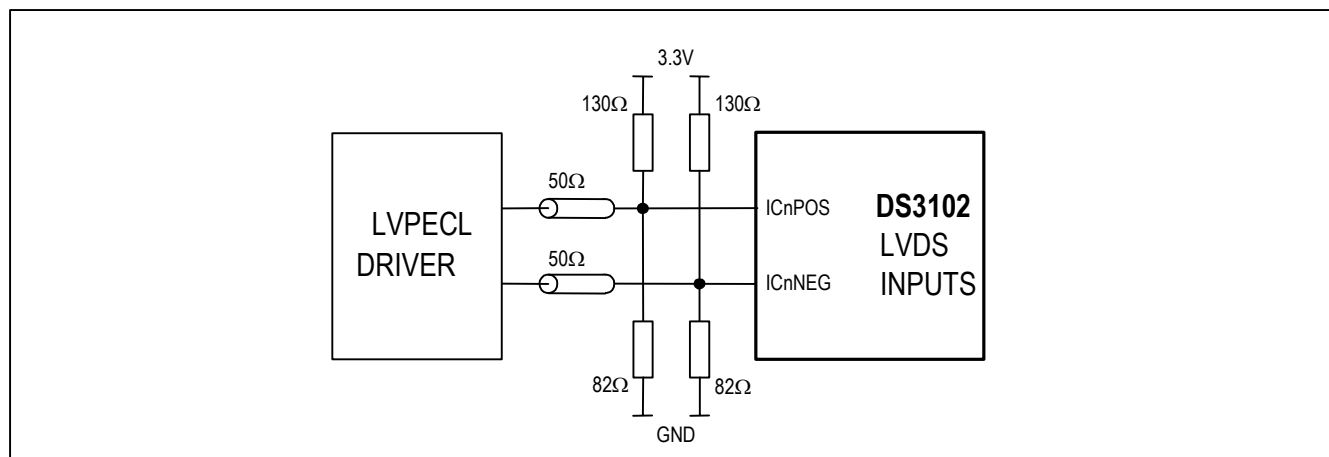 3.3V
130Ω
130Ω
50Ω
ICnPOS
DS3102
LVPECL
DRIVER
LVDS
50Ω
ICnNEG
INPUTS
82Ω
82Ω
GND